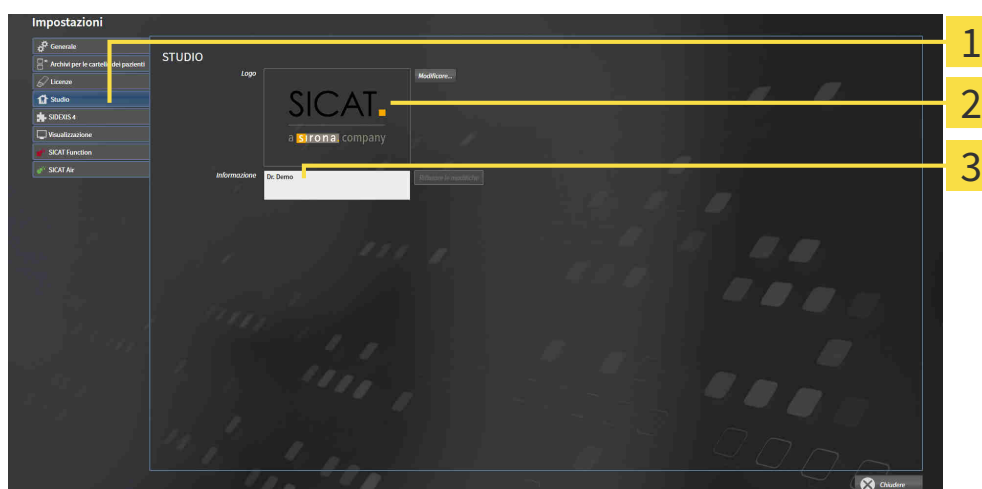 Impostazioni
Generale
Archivi per le cartelle dei pazienti
Licenze
Studio
SIDEXIS 4
Visualizzazione
SICAT Function
SICAT Air
STUDIO
Logo
SICAT.
a sirona. company
Modificare...
Informazione
Dr. Demo
Chiudere
1
2
3